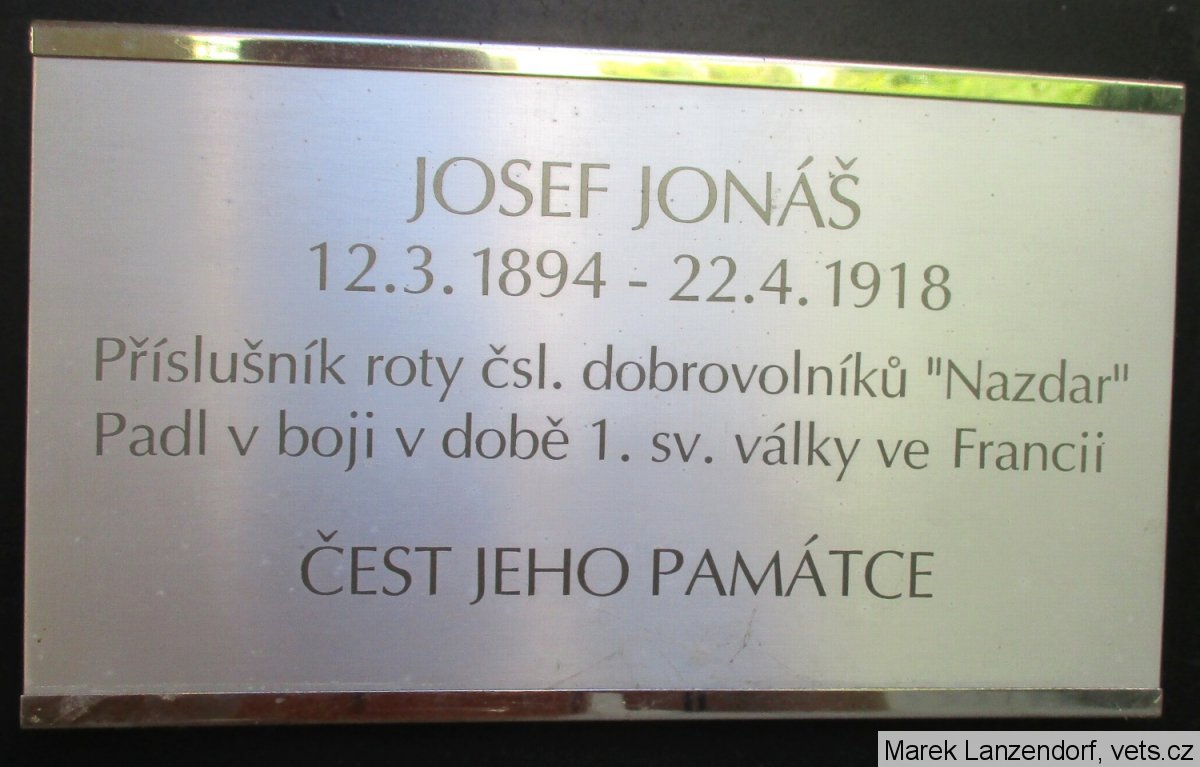 JOSEF JONÁŠ
12.3. 1894 - 22.4. 1918
Příslušník roty čsl. dobrovolníků "Nazdar"
Padl v boji v době 1. sv. války ve Francii
ČEST JEHO PAMÁTCE
Marek Lanzendorf, vets.cz